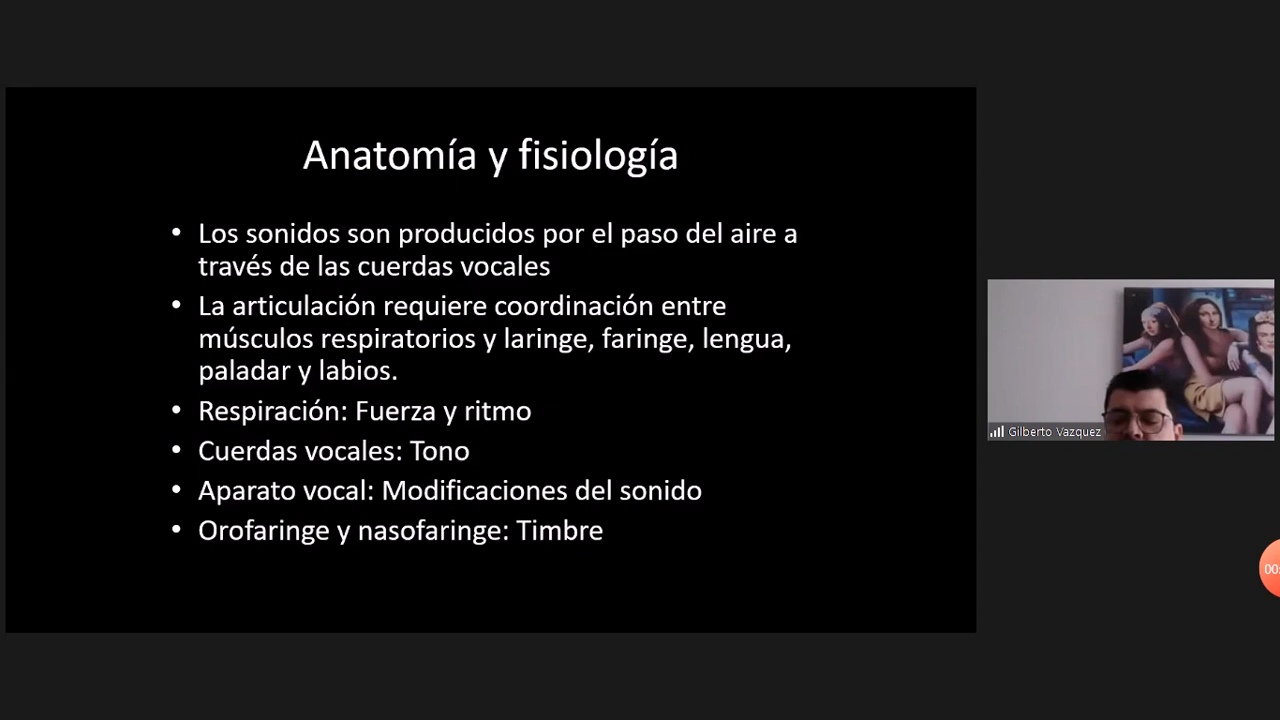 Anatomía y fisiología
• Los sonidos son producidos por el paso del aire a
través de las cuerdas vocales
• La articulación requiere coordinación entre
músculos respiratorios y laringe, faringe, lengua,
paladar y labios.
• Respiración: Fuerza y ritmo
• Cuerdas vocales: Tono
• Aparato vocal: Modificaciones del sonido
• Orofaringe y nasofaringe: Timbre
Gilberto Vazquez
00: